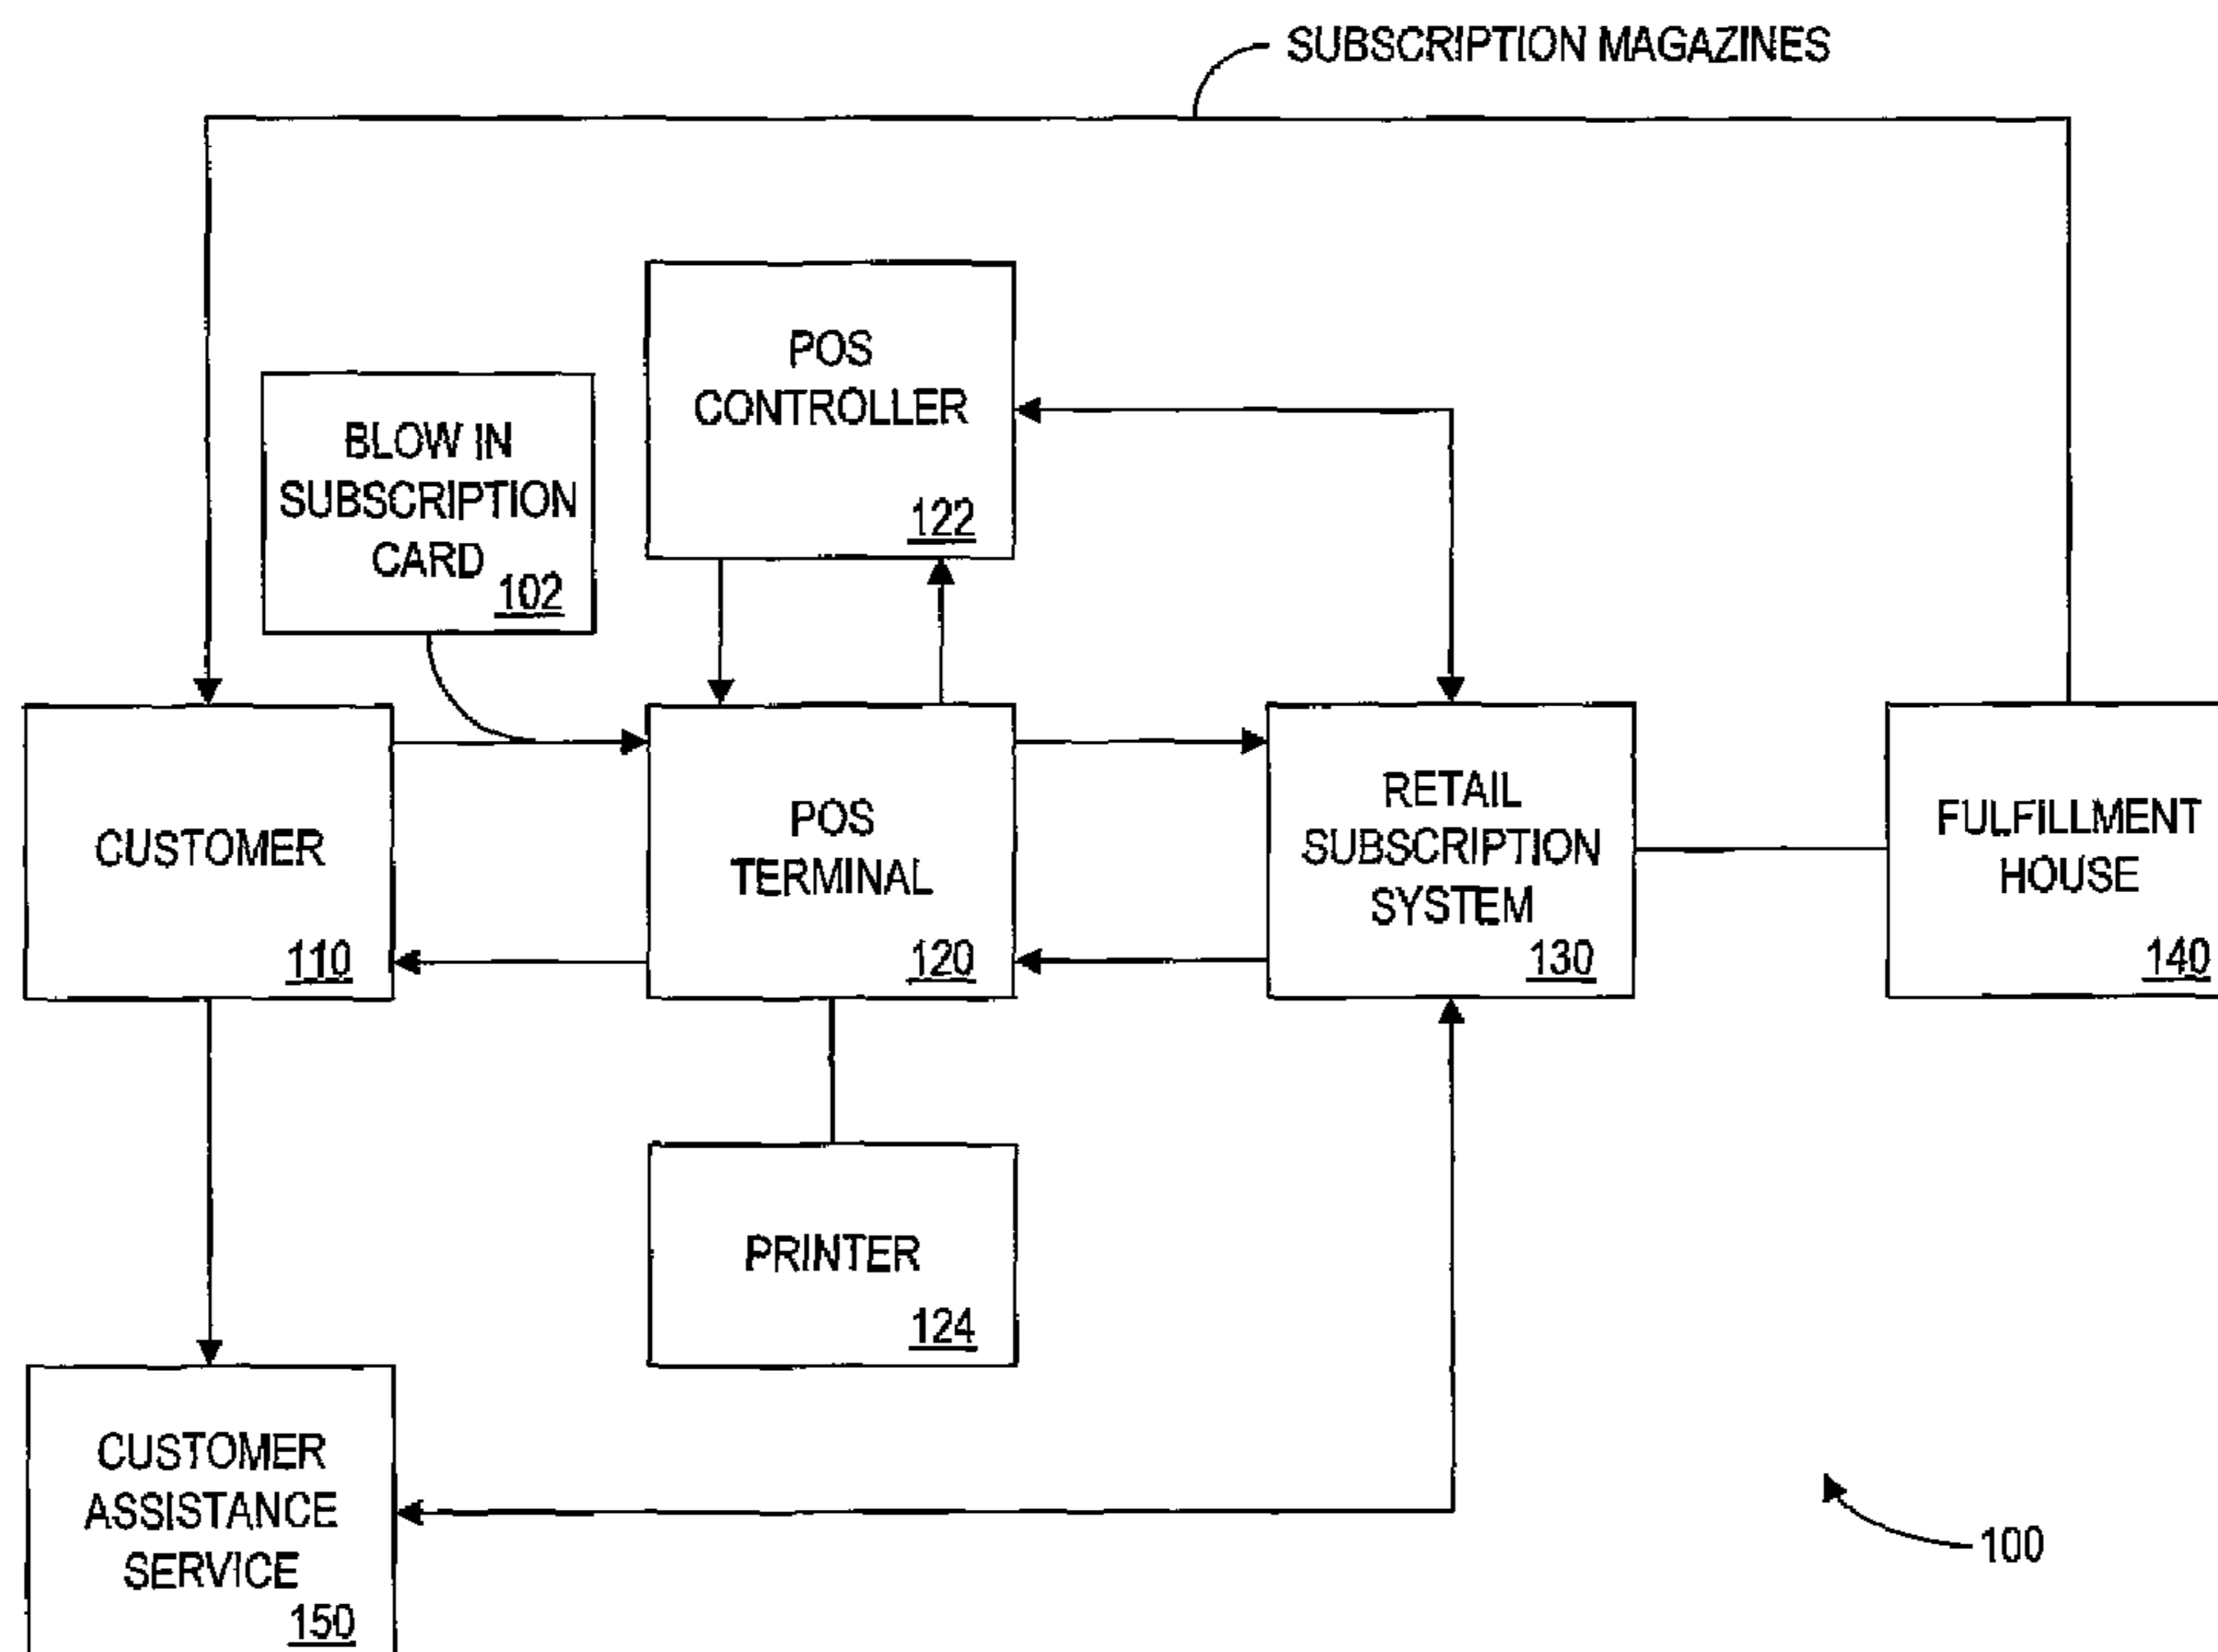 SUBSCRIPTION MAGAZINES
POS
CONTROLLER
122
BLOW IN
SUBSCRIPTION
CARD
102
CUSTOMER
110
POS
TERMINAL
120
RETAIL
SUBSCRIPTION
SYSTEM
130
FULFILLMENT
HOUSE
140
PRINTER
124
CUSTOMER
ASSISTANCE
SERVICE
150
100